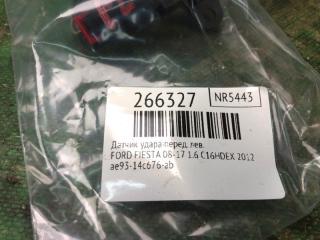 266327
NR5443
Датчик удара перед. лев.
FORD FIESTA 08-17 1.6 C16HDEX 2012
ae93-14c676-ab